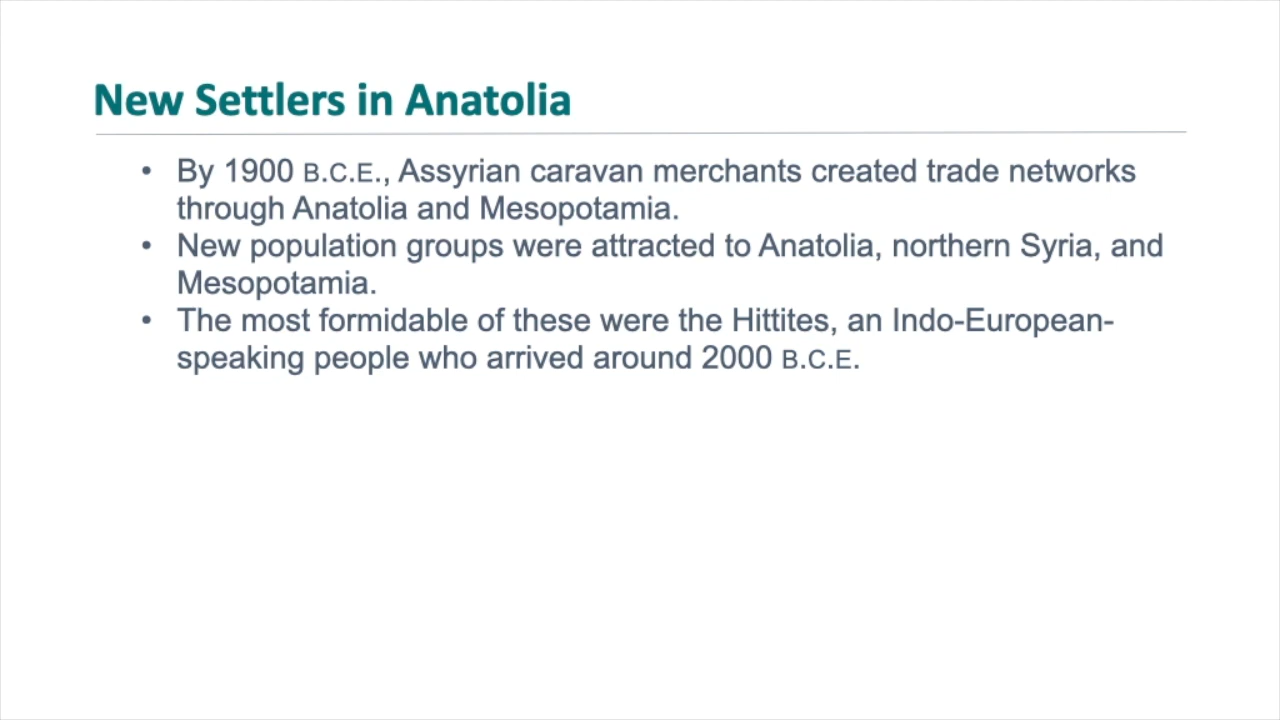 New Settlers in Anatolia
• By 1900 B.C.E., Assyrian caravan merchants created trade networks
through Anatolia and Mesopotamia.
• New population groups were attracted to Anatolia, northern Syria, and
Mesopotamia.
• The most formidable of these were the Hittites, an Indo-European-
speaking people who arrived around 2000 B.C.E.